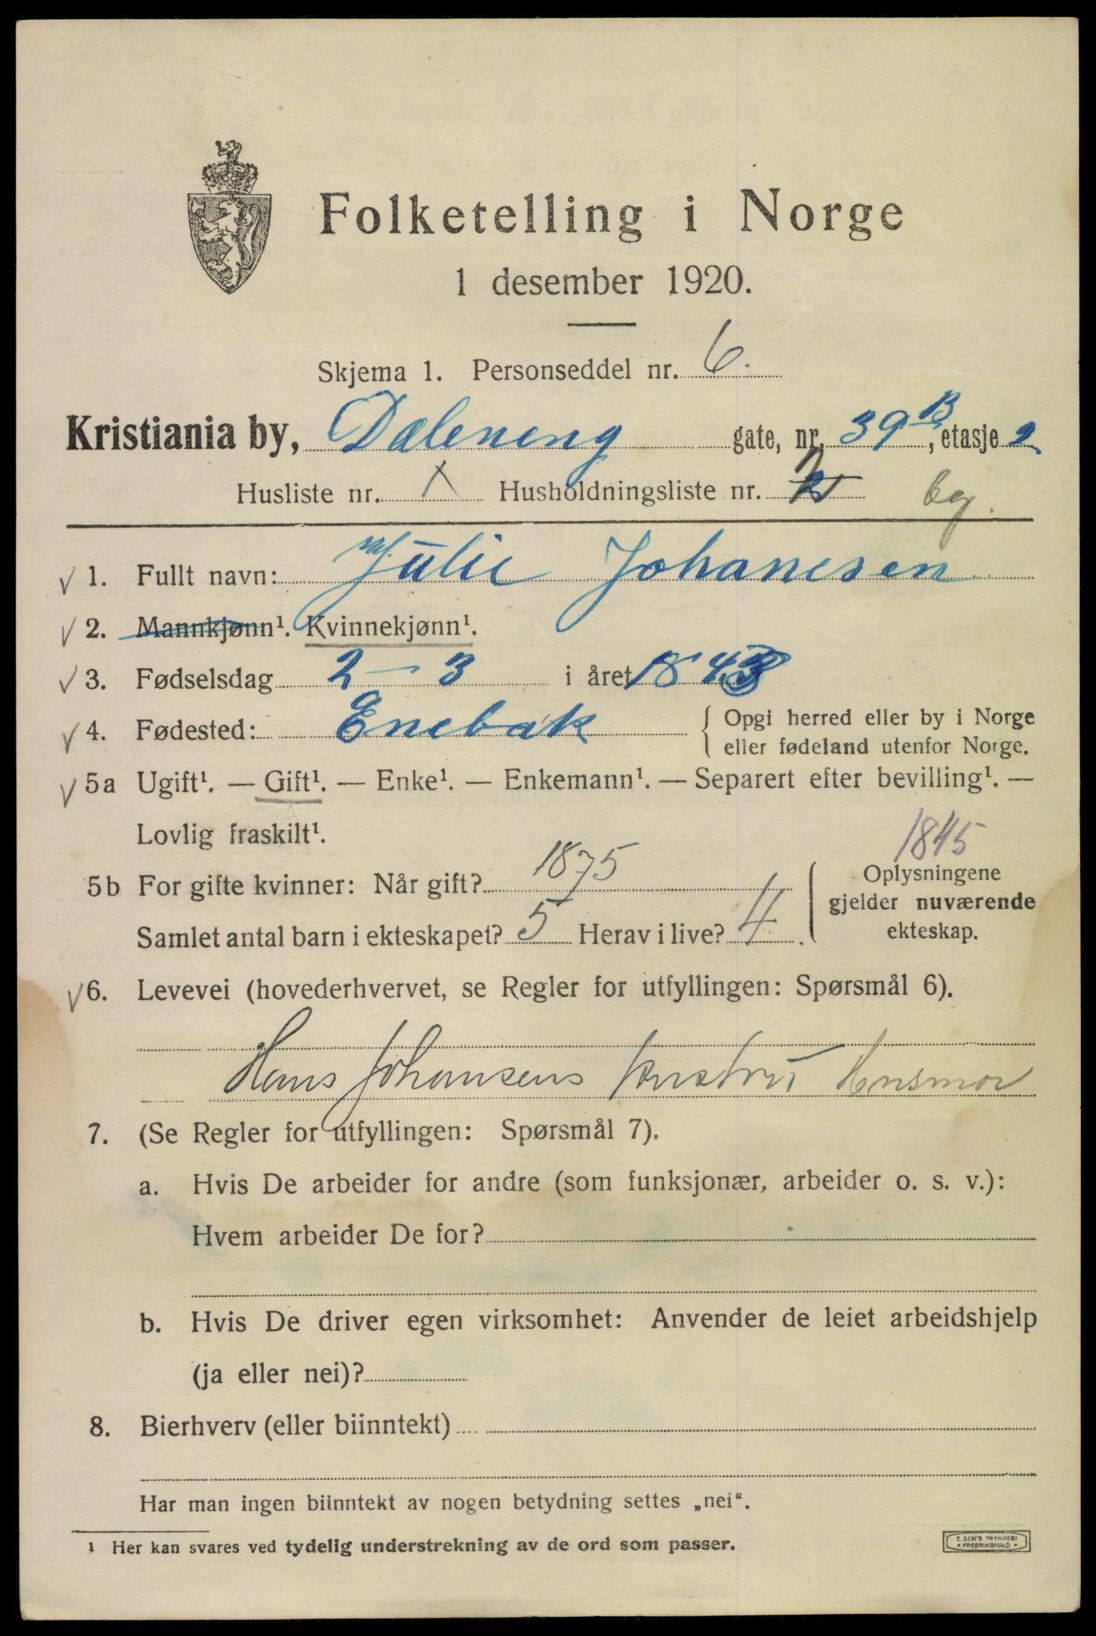 Folketelling i Norge
1 desember 1920.
Skjema 1. Personseddel nr. 6.
Kristiania by, Dæleneng gate, nr. 39 B, etasje 2
Husliste nr. X Husholdningsliste nr.
√ 1. Fullt navn: Julie Johanesen
√ 2. Mannkjønn¹. Kvinnekjønn¹.
√ 3. Fødselsdag 2 - 3 i året 1843
√ 4. Fødested: Enebak { Opgi herred eller by i Norge
eller fødeland utenfor Norge.
√ 5a Ugift¹. — Gift¹. — Enke¹. — Enkemann¹. — Separert efter bevilling¹. —
Lovlig fraskilt¹.
1845
5b For gifte kvinner: Når gift? 1875
Samlet antal barn i ekteskapet? 5 Herav i live? 4.
{ Oplysningene
gjelder nuværende
ekteskap.
√ 6. Levevei (hovederhvervet, se Regler for utfyllingen: Spørsmål 6).
Hans Johansens Husmor
7. (Se Regler for utfyllingen: Spørsmål 7).
a. Hvis De arbeider for andre (som funksjonær, arbeider o. s. v.):
Hvem arbeider De for?
b. Hvis De driver egen virksomhet: Anvender de leiet arbeidshjelp
(ja eller nei)?
8. Bierhverv (eller biinntekt)
Har man ingen biinntekt av nogen betydning settes „nei“.
¹ Her kan svares ved tydelig understrekning av de ord som passer.
E. SEM'S TRYKKERI
• FREDRIKSHALD •